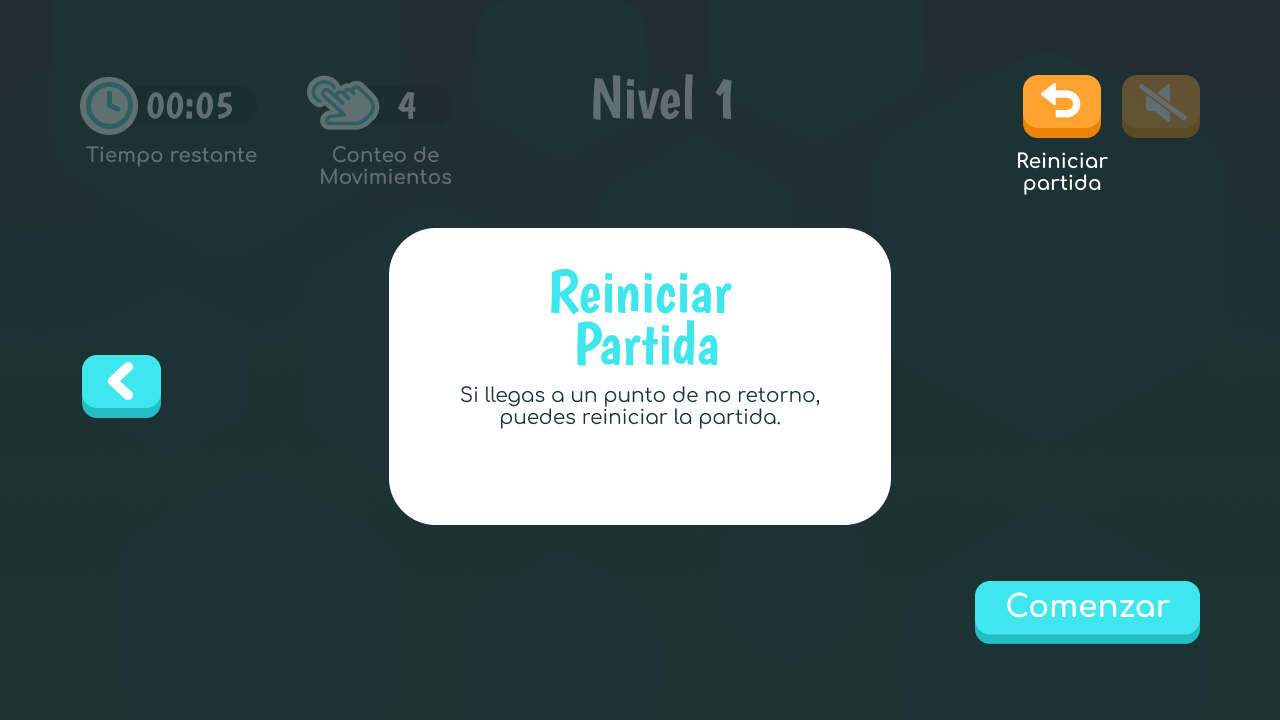 00:05
Tiempo restante
4
Conteo de
Movimientos
Nivel 1
Reiniciar
partida
Reiniciar
Partida
Si llegas a un punto de no retorno,
puedes reiniciar la partida.
Comenzar